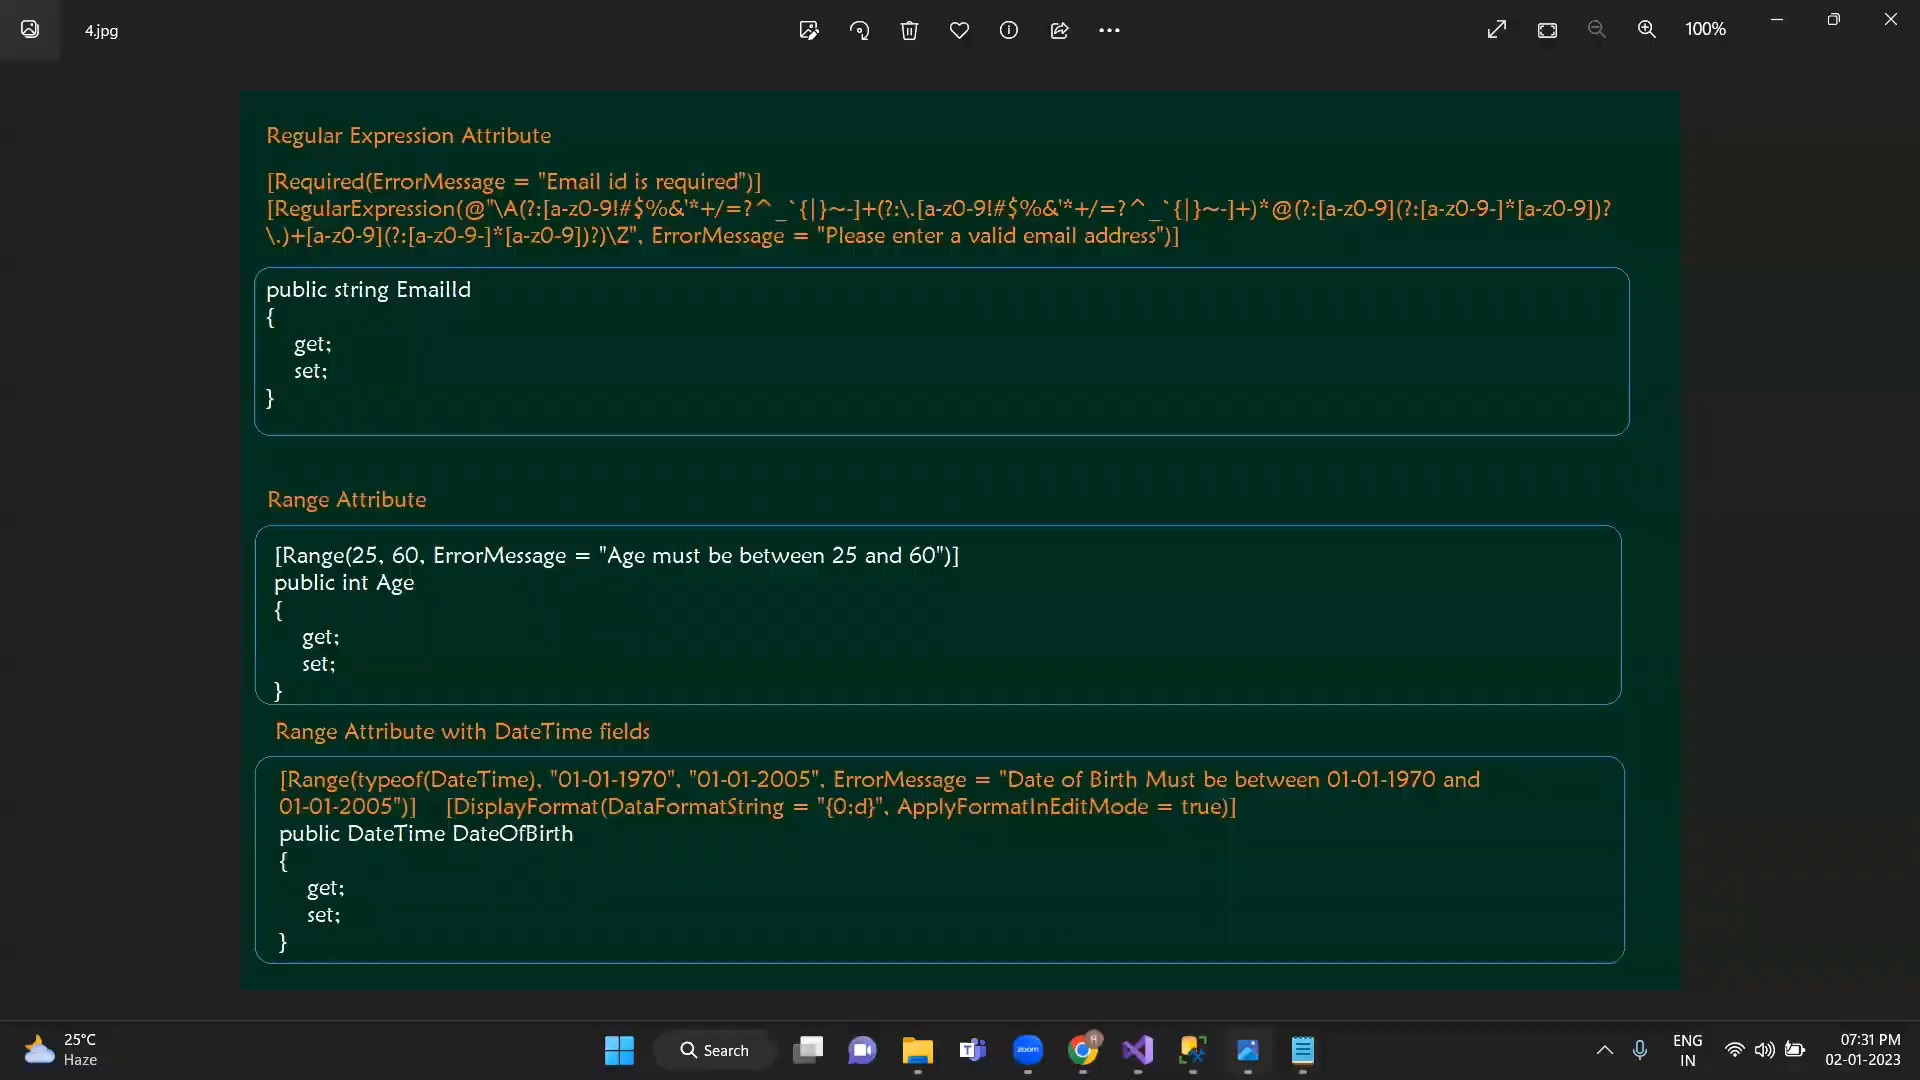 4.jpg
100%
Regular Expression Attribute
[Required(ErrorMessage = "Email id is required")]
[RegularExpression(@"\A(?:[a-z0-9!#$%&'*+/=?^_`{|}~-]+(?:\.[a-z0-9!#$%&'*+/=?^_`{|}~-]+)*@(?:[a-z0-9](?:[a-z0-9-]*[a-z0-9])?
\.)+[a-z0-9](?:[a-z0-9-]*[a-z0-9])?)\Z", ErrorMessage = "Please enter a valid email address")]
public string EmailId
{
get;
set;
}
Range Attribute
[Range(25, 60, ErrorMessage = "Age must be between 25 and 60")]
public int Age
{
get;
set;
}
Range Attribute with DateTime fields
[Range(typeof(DateTime), "01-01-1970", "01-01-2005", ErrorMessage = "Date of Birth Must be between 01-01-1970 and
01-01-2005")] [DisplayFormat(DataFormatString = "{0:d}", ApplyFormatInEditMode = true)]
public DateTime DateOfBirth
{
get;
set;
}
25°C
Haze
Search
zoom
ENG
IN
07:31 PM
02-01-2023